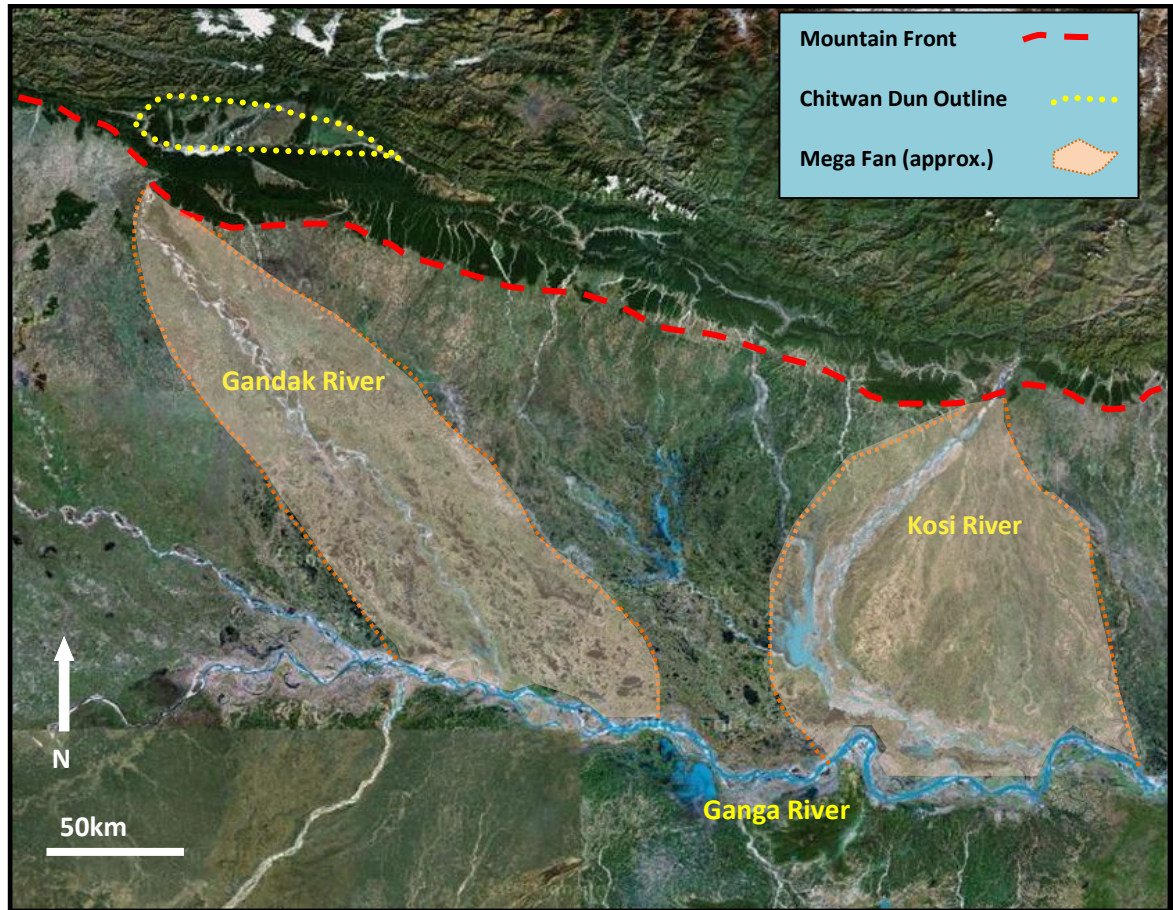 Mountain Front
Chitwan Dun Outline
Mega Fan (approx.)
Gandak River
Kosi River
N
Ganga River
50km